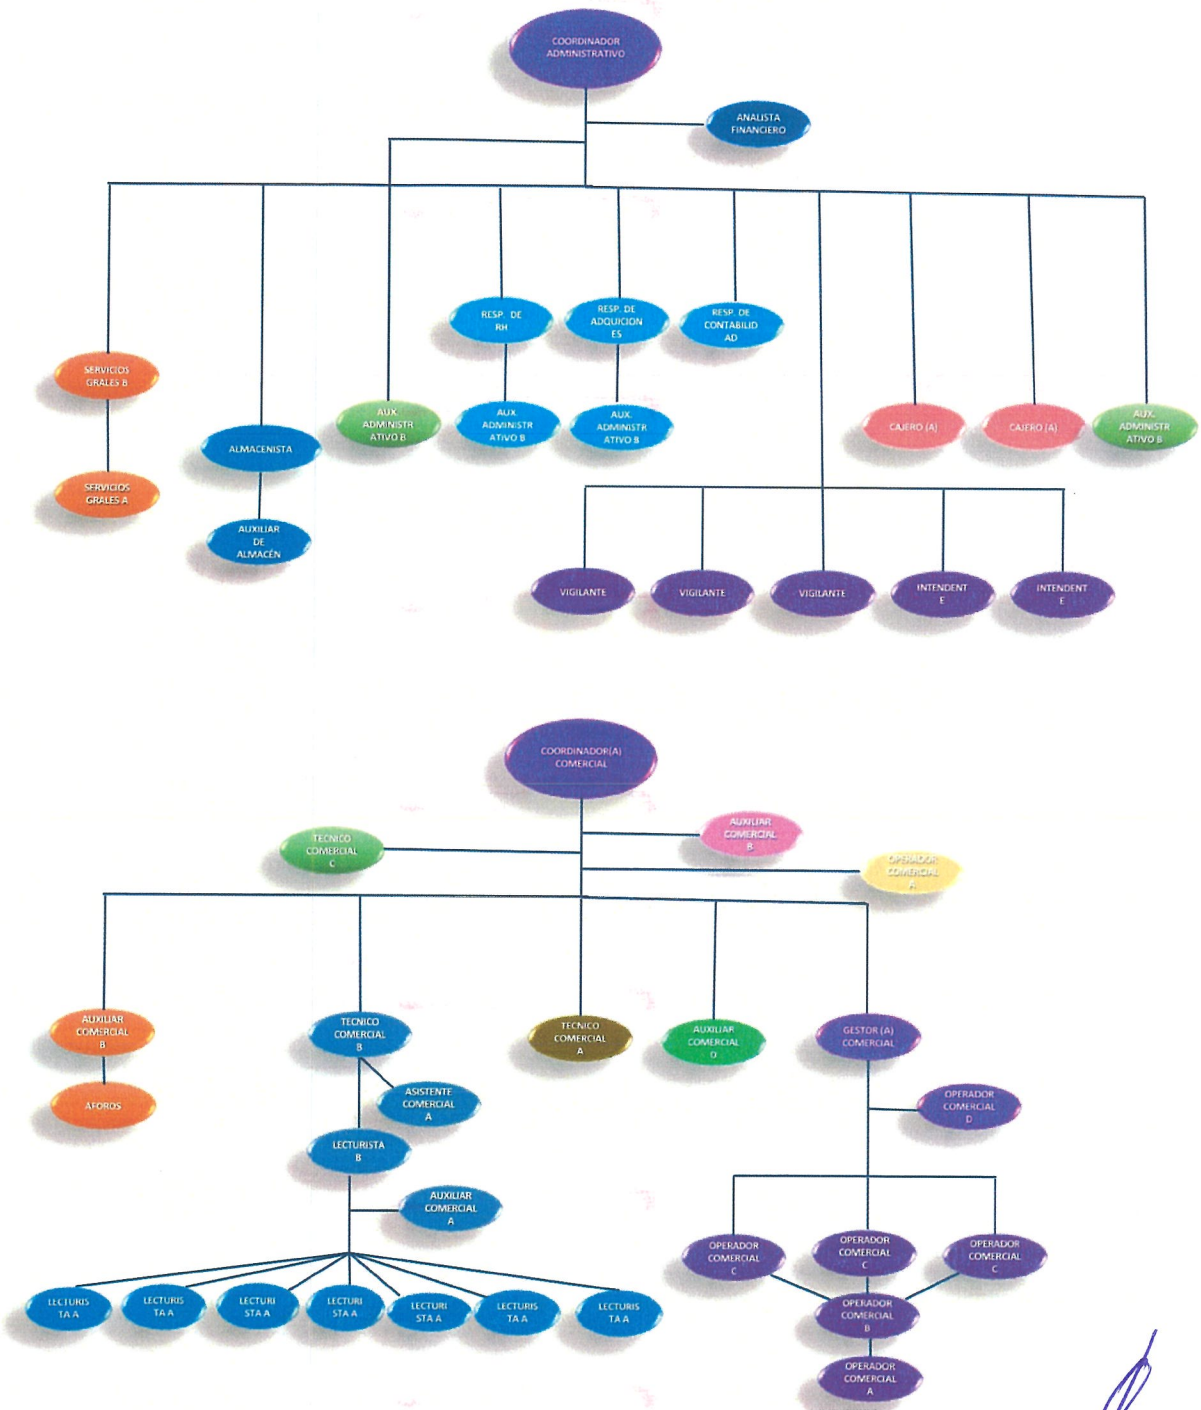 COORDINADOR
ADMINISTRATIVO
ANALISTA
FINANCIERO
RESP. DE
RH
RESP. DE
ADQUICION
ES
RESP. DE
CONTABILID
AD
SERVICIOS
GRALES B
AUX.
ADMINISTR
ATIVO B
AUX.
ADMINISTR
ATIVO B
AUX.
ADMINISTR
ATIVO B
CAJERO (A)
CAJERO (A)
AUX.
ADMINISTR
ATIVO B
ALMACENISTA
SERVICIOS
GRALES A
AUXILIAR
DE
ALMACÉN
VIGILANTE
VIGILANTE
VIGILANTE
INTENDENT
E
INTENDENT
E
COORDINADOR(A)
COMERCIAL
AUXILIAR
COMERCIAL
B
TECNICO
COMERCIAL
C
OPERADOR
COMERCIAL
A
AUXILIAR
COMERCIAL
B
TECNICO
COMERCIAL
B
TECNICO
COMERCIAL
A
AUXILIAR
COMERCIAL
D
GESTOR (A)
COMERCIAL
AFOROS
ASISTENTE
COMERCIAL
A
OPERADOR
COMERCIAL
D
LECTURISTA
B
AUXILIAR
COMERCIAL
A
OPERADOR
COMERCIAL
C
OPERADOR
COMERCIAL
C
OPERADOR
COMERCIAL
C
LECTURIS
TA A
LECTURIS
TA A
LECTURI
STA A
LECTURI
STA A
LECTURI
STA A
LECTURIS
TA A
LECTURIS
TA A
OPERADOR
COMERCIAL
B
OPERADOR
COMERCIAL
A